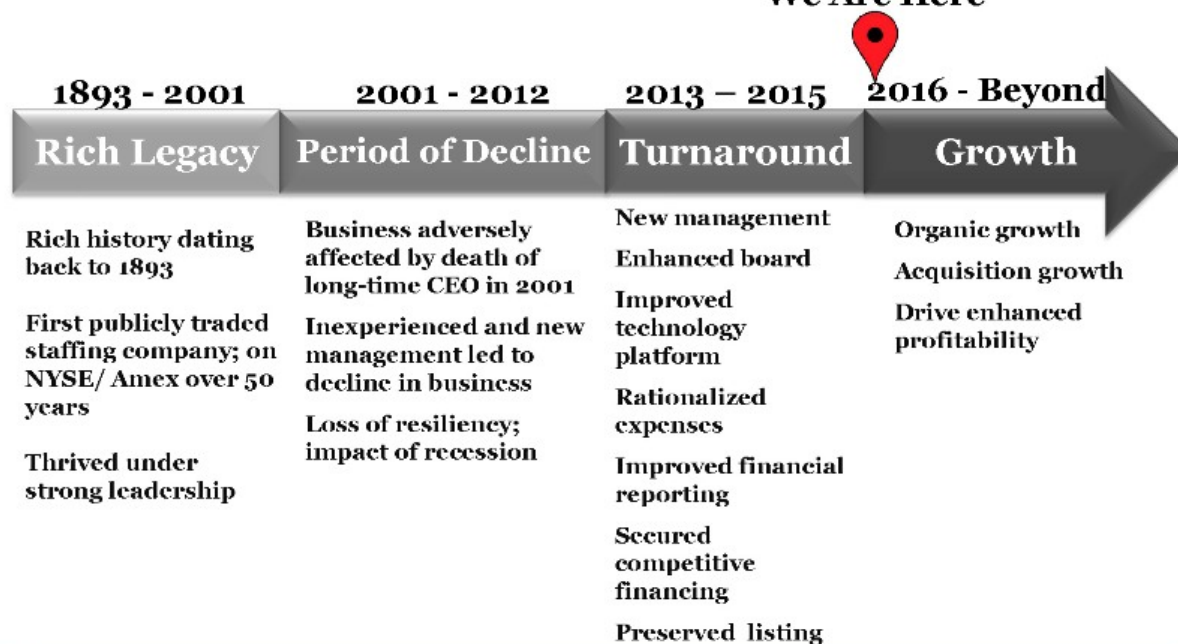 We Are Here
1893 - 2001
2001 - 2012
2013 – 2015
2016 - Beyond
Rich Legacy
Period of Decline
Turnaround
Growth
Rich history dating
back to 1893
First publicly traded
staffing company; on
NYSE/ Amex over 50
years
Thrived under
strong leadership
Business adversely
affected by death of
long-time CEO in 2001
Inexperienced and new
management led to
decline in business
Loss of resiliency;
impact of recession
New management
Enhanced board
Improved
technology
platform
Rationalized
expenses
Improved financial
reporting
Secured
competitive
financing
Preserved listing
Organic growth
Acquisition growth
Drive enhanced
profitability